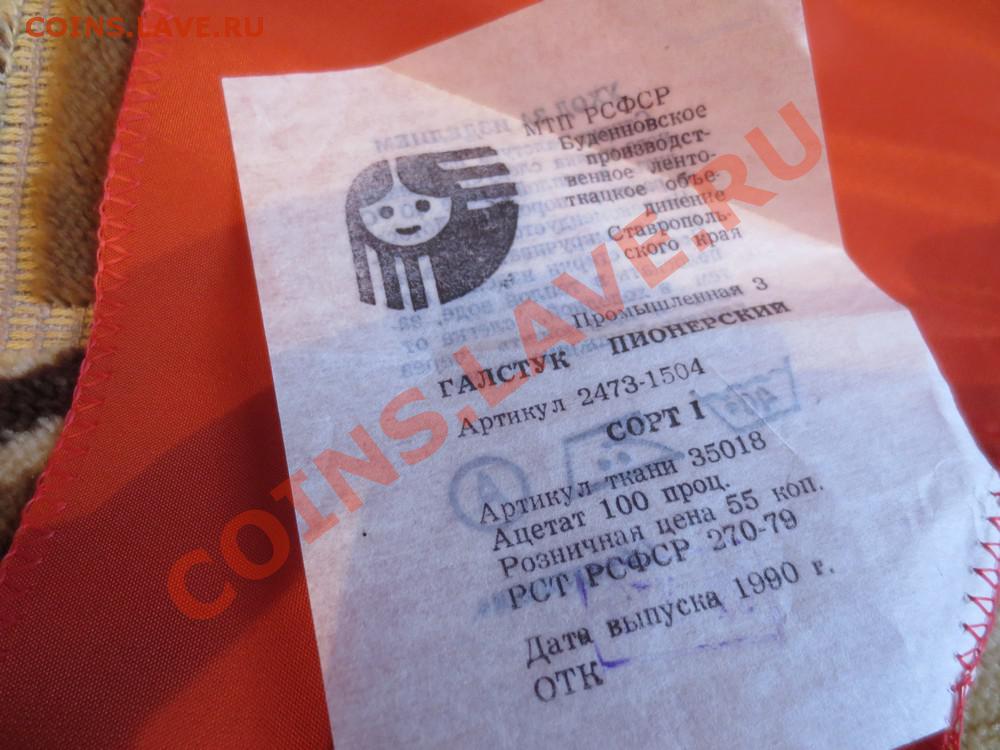 COINS.LAVE.RU
МТП РСФСР
Буденновское
производст-
венное ленто-
ткацкое объе-
динение
Ставрополь-
ского края
Промышленная 3
ГАЛСТУК ПИОНЕРСКИЙ
Артикул 2473-1504
СОРТ I
Артикул ткани 35018
Ацетат 100 проц.
Розничная цена 55 коп.
РСТ РСФСР 270-79
Дата выпуска 1990 г.
ОТК
COINS.LAVE.RU